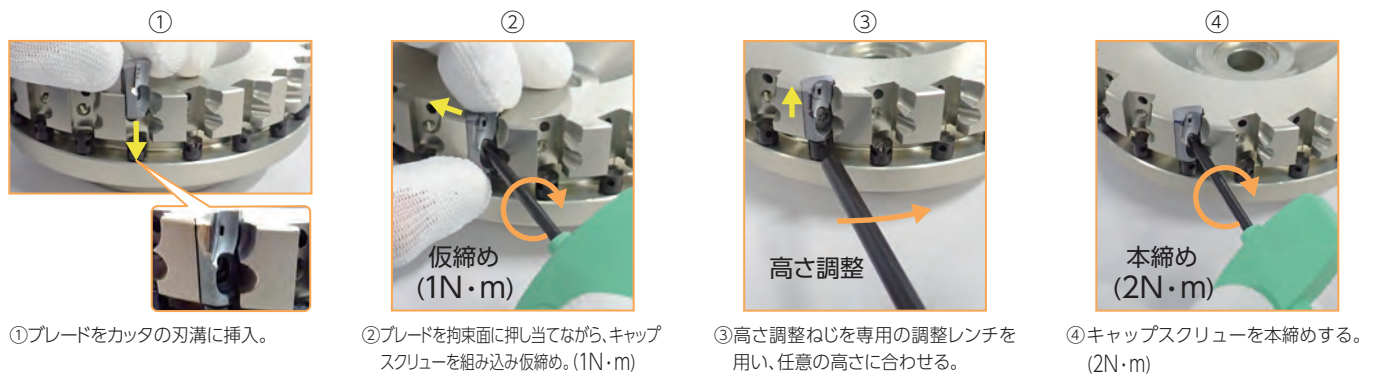 ①
②
③
④
仮締め
(1N・m)
高さ調整
本締め
(2N・m)
①ブレードをカッタの刃溝に挿入。
②ブレードを拘束面に押し当てながら、キャップ
スクリューを組み込み仮締め。(1N・m)
③高さ調整ねじを専用の調整レンチを
用い、任意の高さに合わせる。
④キャップスクリューを本締めする。
(2N・m)